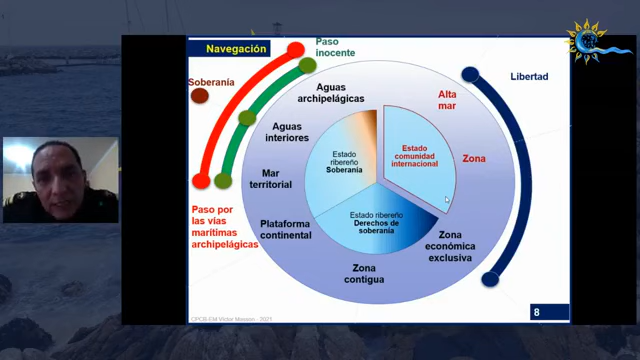 Navegación
Paso
inocente
Soberanía
Libertad
Aguas
archipelágicas
Alta
mar
Aguas
interiores
Estado
ribereño
Soberanía
Estado
comunidad
internacional
Zona
Mar
territorial
Paso por
las vías
marítimas
archipelágicas
Plataforma
continental
Estado ribereño
Derechos de
soberanía
Zona
económica
exclusiva
Zona
contigua
8